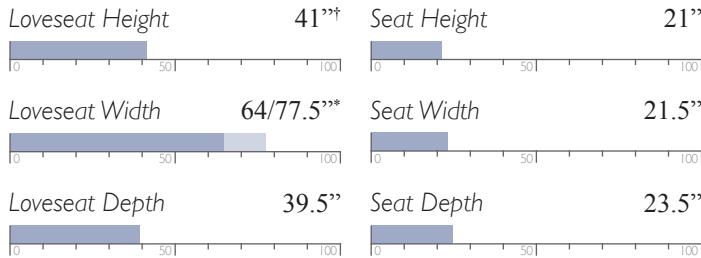 Loveseat Height 41”† Seat Height 21”
0 50 100 0 50 100
Loveseat Width 64/77.5”* Seat Width 21.5”
0 50 100 0 50 100
Loveseat Depth 39.5” Seat Depth 23.5”
0 50 100 0 50 100